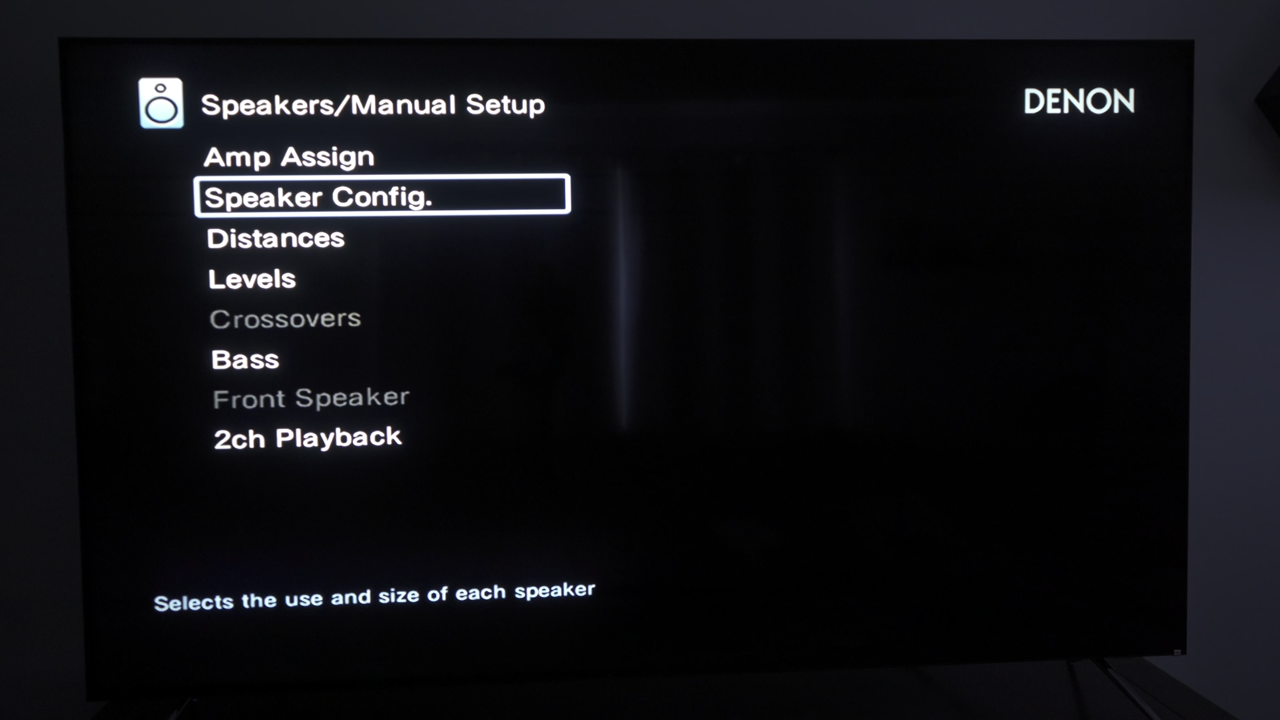 Speakers/Manual Setup
DENON
Amp Assign
Speaker Config.
Distances
Levels
Crossovers
Bass
Front Speaker
2ch Playback
Selects the use and size of each speaker